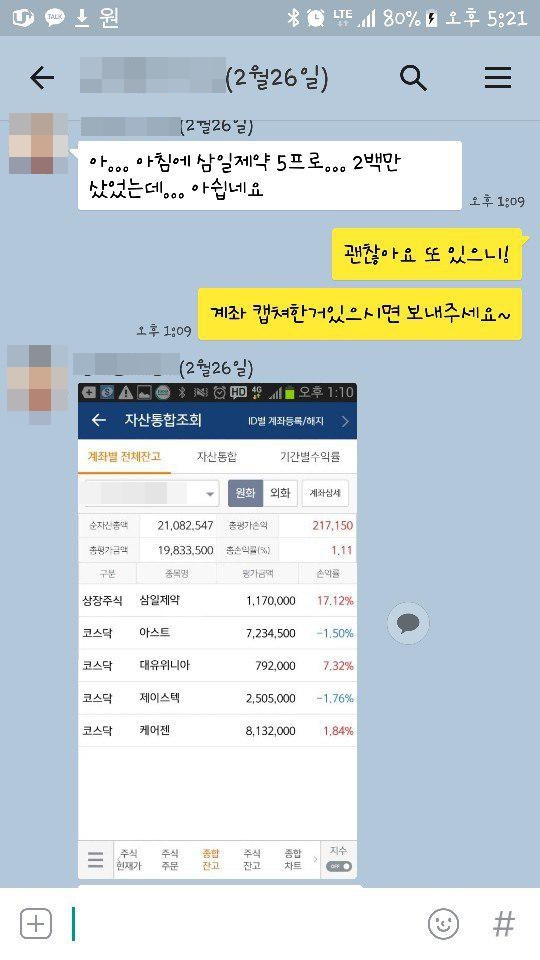 TALK 원 LTE 80% 오후 5:21
(2월26일)
(2월26일)
아... 아침에 삼일제약 5프로... 2백만
샀었는데... 아쉽네요
오후 1:09
괜찮아요 또 있으니!
계좌 캡쳐한거있으시면 보내주세요~
오후 1:09
(2월26일)
HD 4G 오후 1:10
자산통합조회 ID별 계좌등록/해지
계좌별 전체잔고 자산통합 기간별수익률
원화 외화 계좌상세
순자산총액 21,082,547 총평가손익 217,150
총평가금액 19,833,500 총손익률(%) 1.11
구분 종목명 평가금액 손익률
상장주식 삼일제약 1,170,000 17.12%
코스닥 아스트 7,234,500 -1.50%
코스닥 대유위니아 792,000 7.32%
코스닥 제이스텍 2,505,000 -1.76%
코스닥 케어젠 8,132,000 1.84%
주식 주식 종합 주식 종합 지수
현재가 주문 잔고 잔고 차트 OFF
#